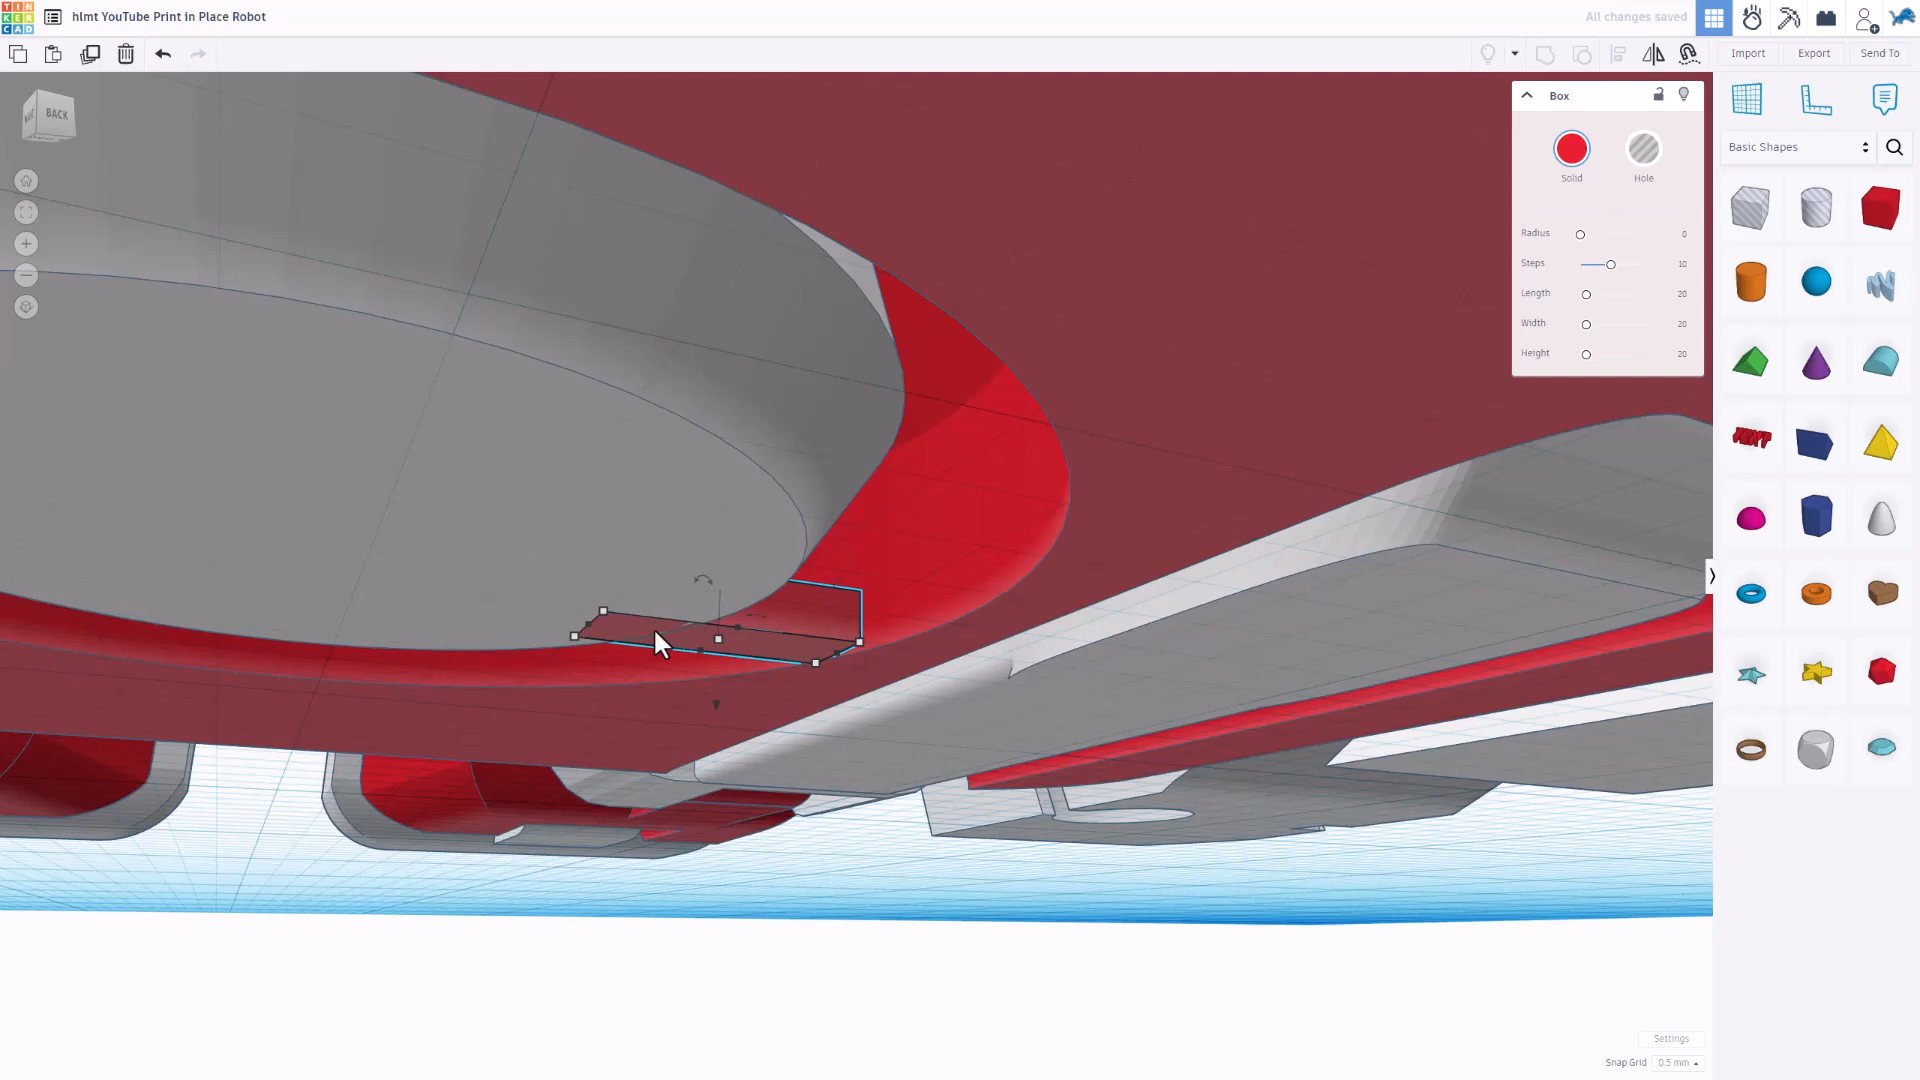 TIN
KER
CAD
hlmt YouTube Print in Place Robot
All changes saved
Import
Export
Send To
BACK
Box
Solid
Hole
Radius
0
Steps
10
Length
20
Width
20
Height
20
Basic Shapes
TEXT
Settings
Snap Grid
0.5 mm